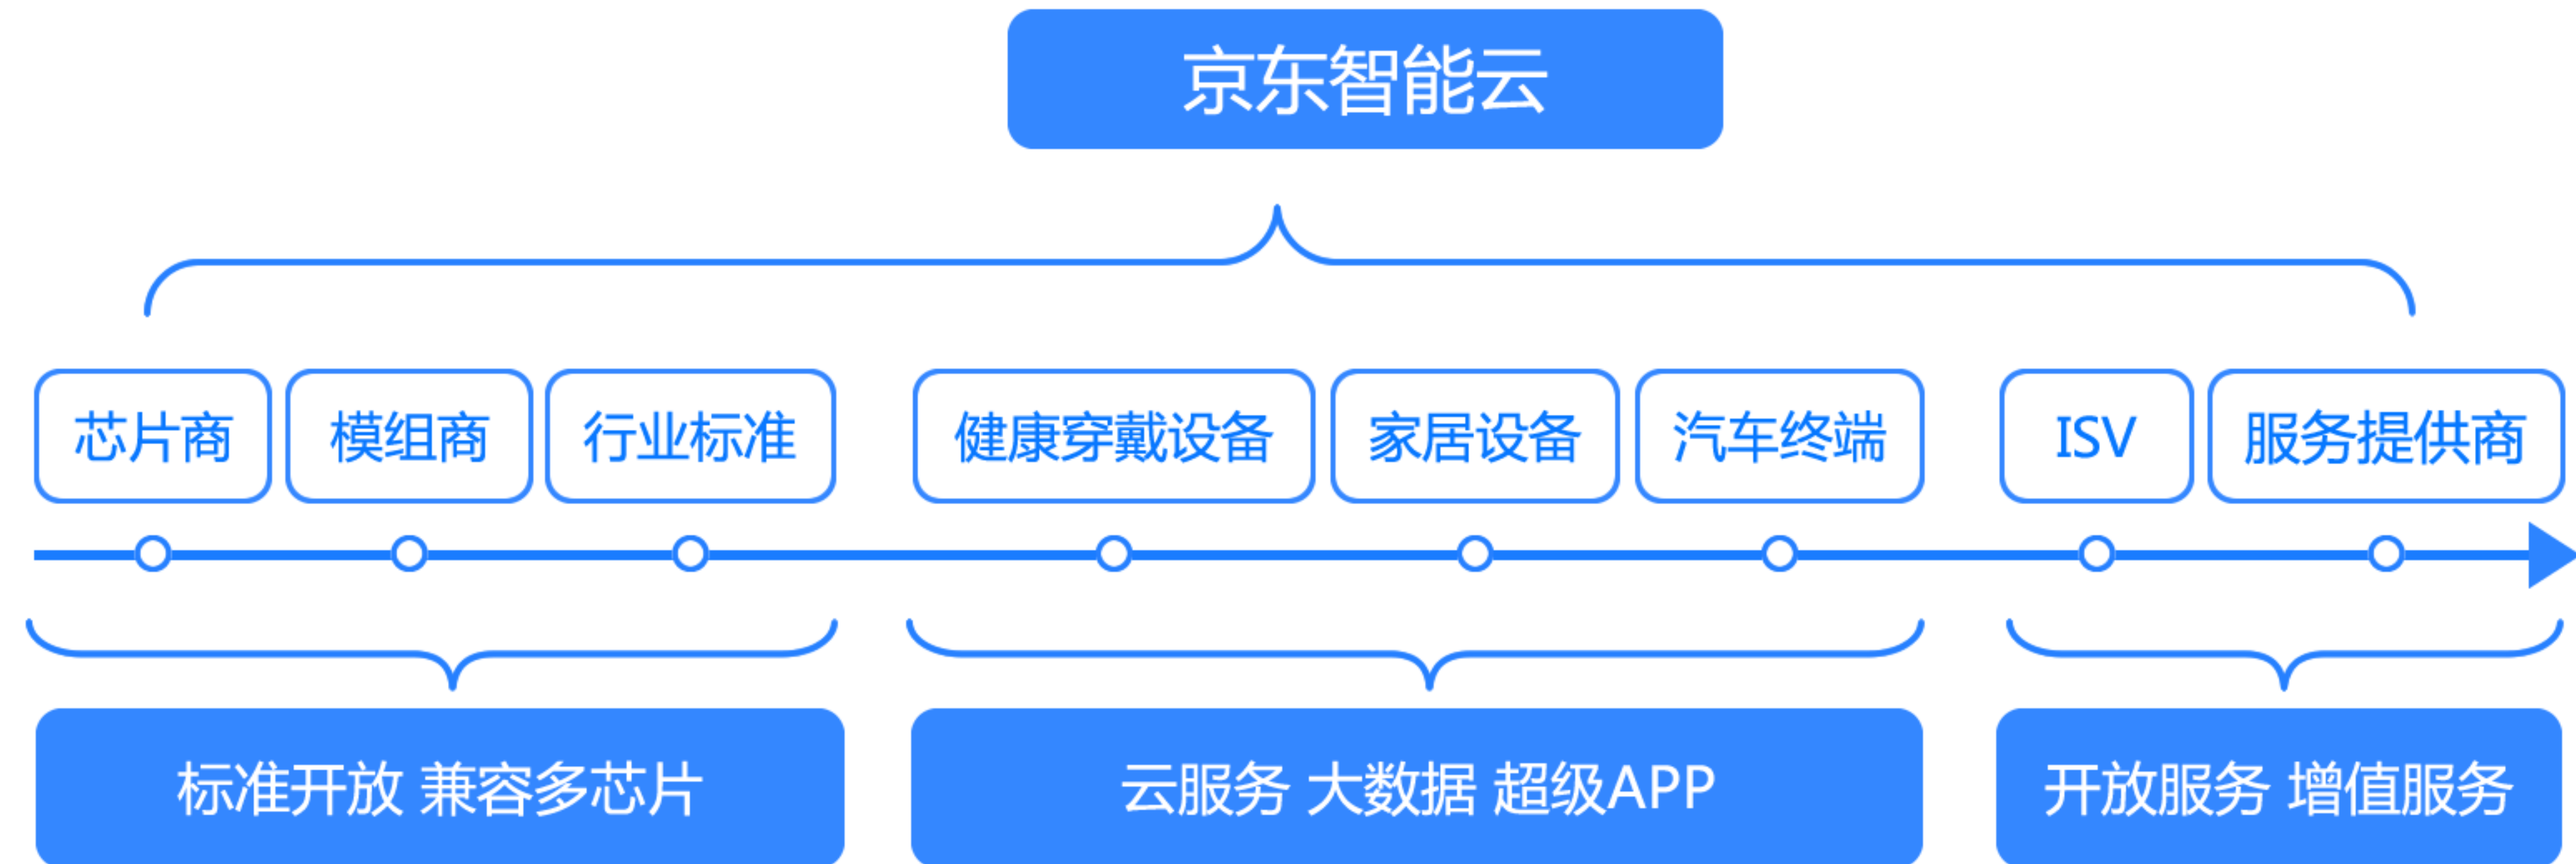 京东智能云
芯片商
模组商
行业标准
健康穿戴设备
家居设备
汽车终端
ISV
服务提供商
标准开放 兼容多芯片
云服务 大数据 超级APP
开放服务 增值服务